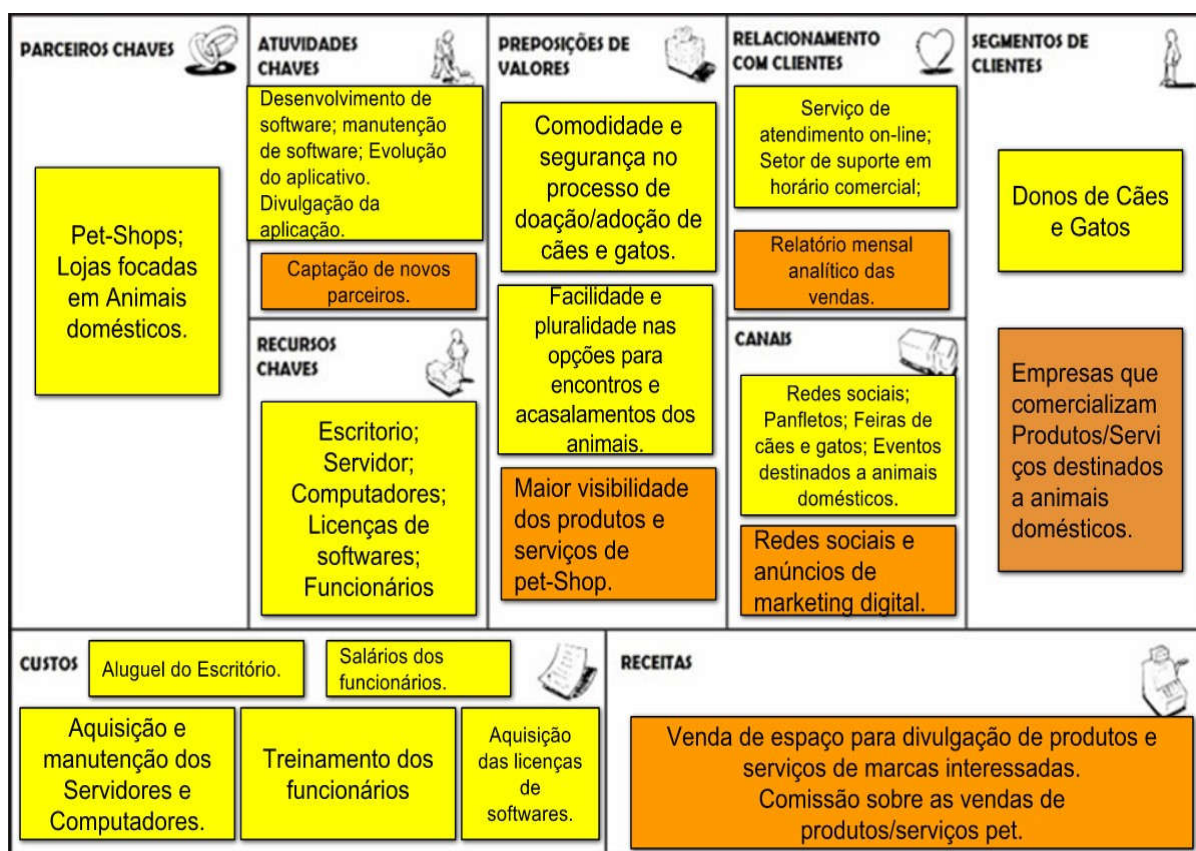 PARCEIROS CHAVES
Pet-Shops;
Lojas focadas
em Animais
domésticos.
ATUVIDADES
CHAVES
Desenvolvimento de
software; manutenção
de software; Evolução
do aplicativo.
Divulgação da
aplicação.
Captação de novos
parceiros.
RECURSOS
CHAVES
Escritorio;
Servidor;
Computadores;
Licenças de
softwares;
Funcionários
PREPOSIÇÕES DE
VALORES
Comodidade e
segurança no
processo de
doação/adoção de
cães e gatos.
Facilidade e
pluralidade nas
opções para
encontros e
acasalamentos dos
animais.
Maior visibilidade
dos produtos e
serviços de
pet-Shop.
RELACIONAMENTO
COM CLIENTES
Serviço de
atendimento on-line;
Setor de suporte em
horário comercial;
Relatório mensal
analítico das
vendas.
CANAIS
Redes sociais;
Panfletos; Feiras de
cães e gatos; Eventos
destinados a animais
domésticos.
Redes sociais e
anúncios de
marketing digital.
SEGMENTOS DE
CLIENTES
Donos de Cães
e Gatos
Empresas que
comercializam
Produtos/Servi
ços destinados
a animais
domésticos.
CUSTOS
Aluguel do Escritório.
Salários dos
funcionários.
Aquisição e
manutenção dos
Servidores e
Computadores.
Treinamento dos
funcionários
Aquisição
das licenças
de
softwares.
RECEITAS
Venda de espaço para divulgação de produtos e
serviços de marcas interessadas.
Comissão sobre as vendas de
produtos/serviços pet.